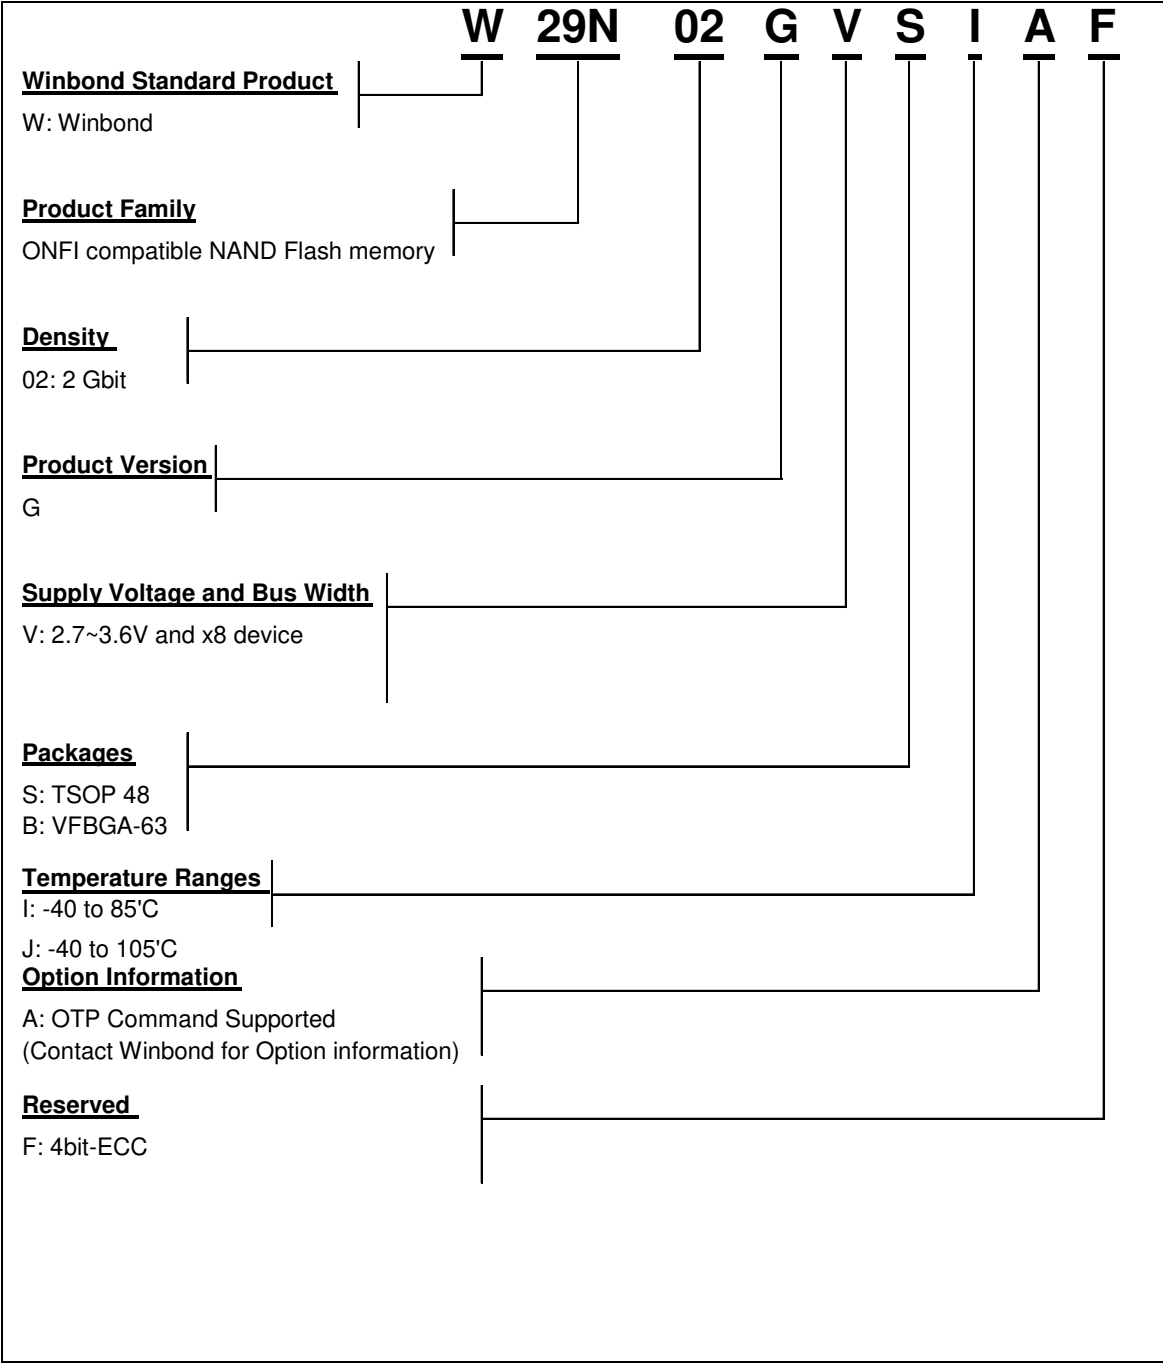 W 29N 02 G V S I A F
Winbond Standard Product
W: Winbond
Product Family
ONFI compatible NAND Flash memory
Density
02: 2 Gbit
Product Version
G
Supply Voltage and Bus Width
V: 2.7~3.6V and x8 device
Packages
S: TSOP 48
B: VFBGA-63
Temperature Ranges
I: -40 to 85'C
J: -40 to 105'C
Option Information
A: OTP Command Supported
(Contact Winbond for Option information)
Reserved
F: 4bit-ECC